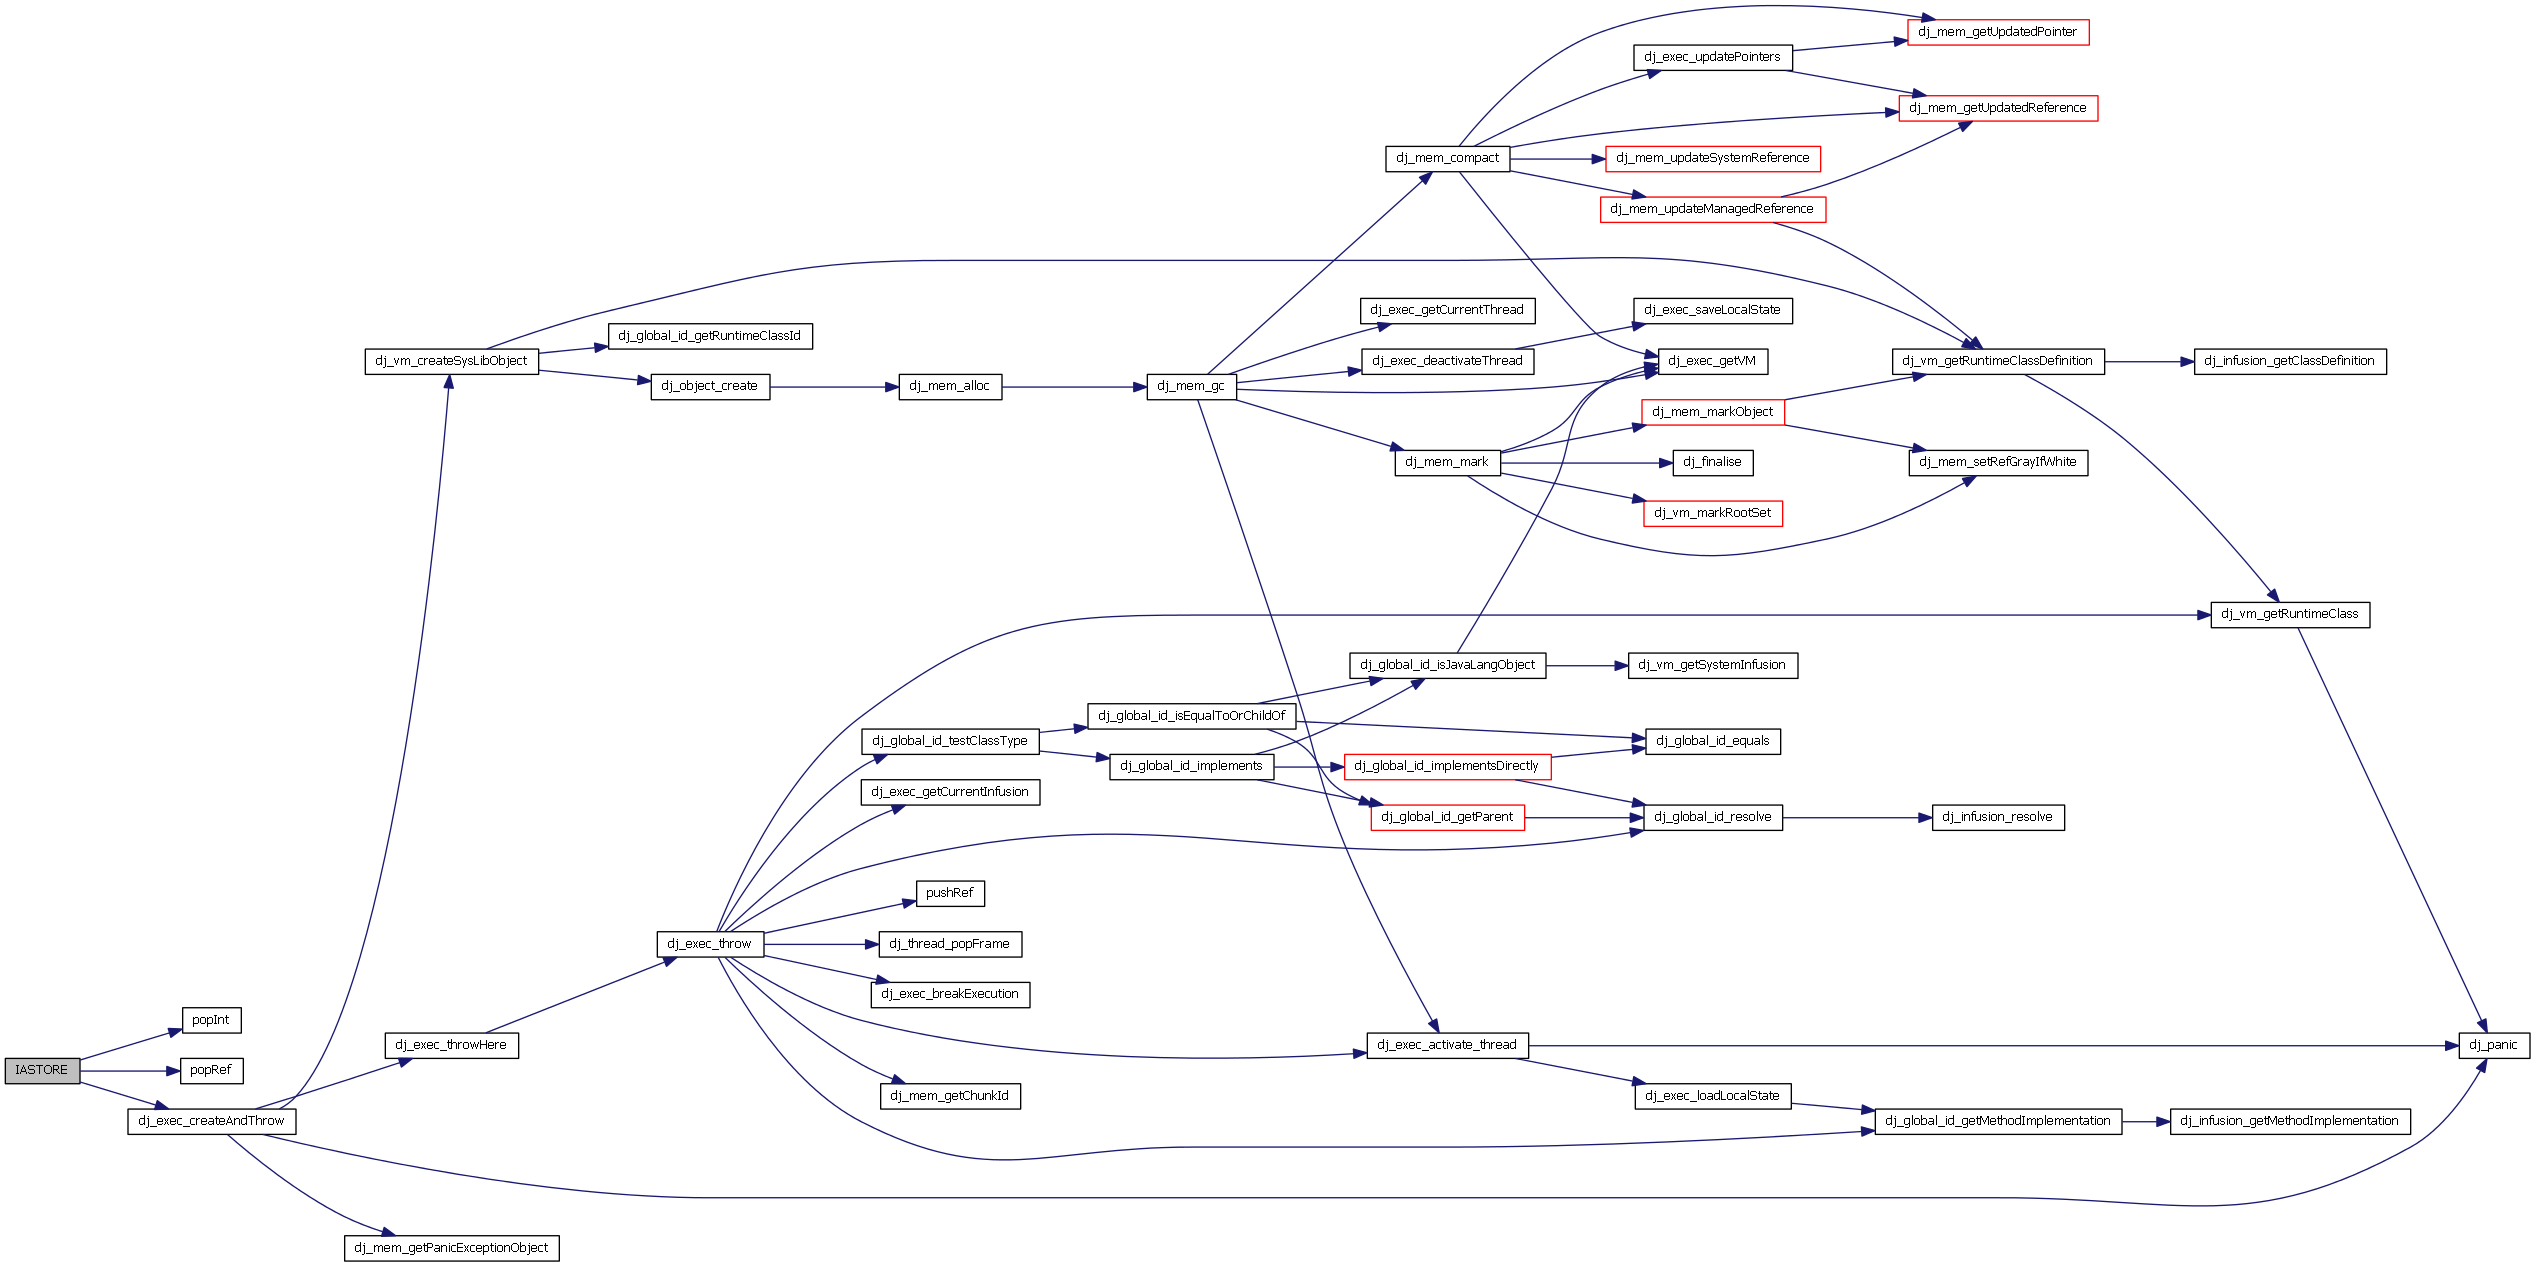 dj_mem_getUpdatedPointer
dj_exec_updatePointers
dj_mem_getUpdatedReference
dj_mem_compact
dj_mem_updateSystemReference
dj_mem_updateManagedReference
dj_exec_getCurrentThread
dj_exec_saveLocalState
dj_global_id_getRuntimeClassId
dj_vm_createSysLibObject
dj_exec_deactivateThread
dj_exec_getVM
dj_vm_getRuntimeClassDefinition
dj_infusion_getClassDefinition
dj_object_create
dj_mem_alloc
dj_mem_gc
dj_mem_markObject
dj_mem_mark
dj_finalise
dj_mem_setRefGrayIfWhite
dj_vm_markRootSet
dj_vm_getRuntimeClass
dj_global_id_isJavaLangObject
dj_vm_getSystemInfusion
dj_global_id_isEqualToOrChildOf
dj_global_id_testClassType
dj_global_id_equals
dj_global_id_implements
dj_global_id_implementsDirectly
dj_exec_getCurrentInfusion
dj_global_id_getParent
dj_global_id_resolve
dj_infusion_resolve
pushRef
dj_exec_throw
dj_thread_popFrame
dj_exec_breakExecution
popInt
dj_exec_throwHere
dj_exec_activate_thread
dj_panic
IASTORE
popRef
dj_mem_getChunkId
dj_exec_loadLocalState
dj_exec_createAndThrow
dj_global_id_getMethodImplementation
dj_infusion_getMethodImplementation
dj_mem_getPanicExceptionObject